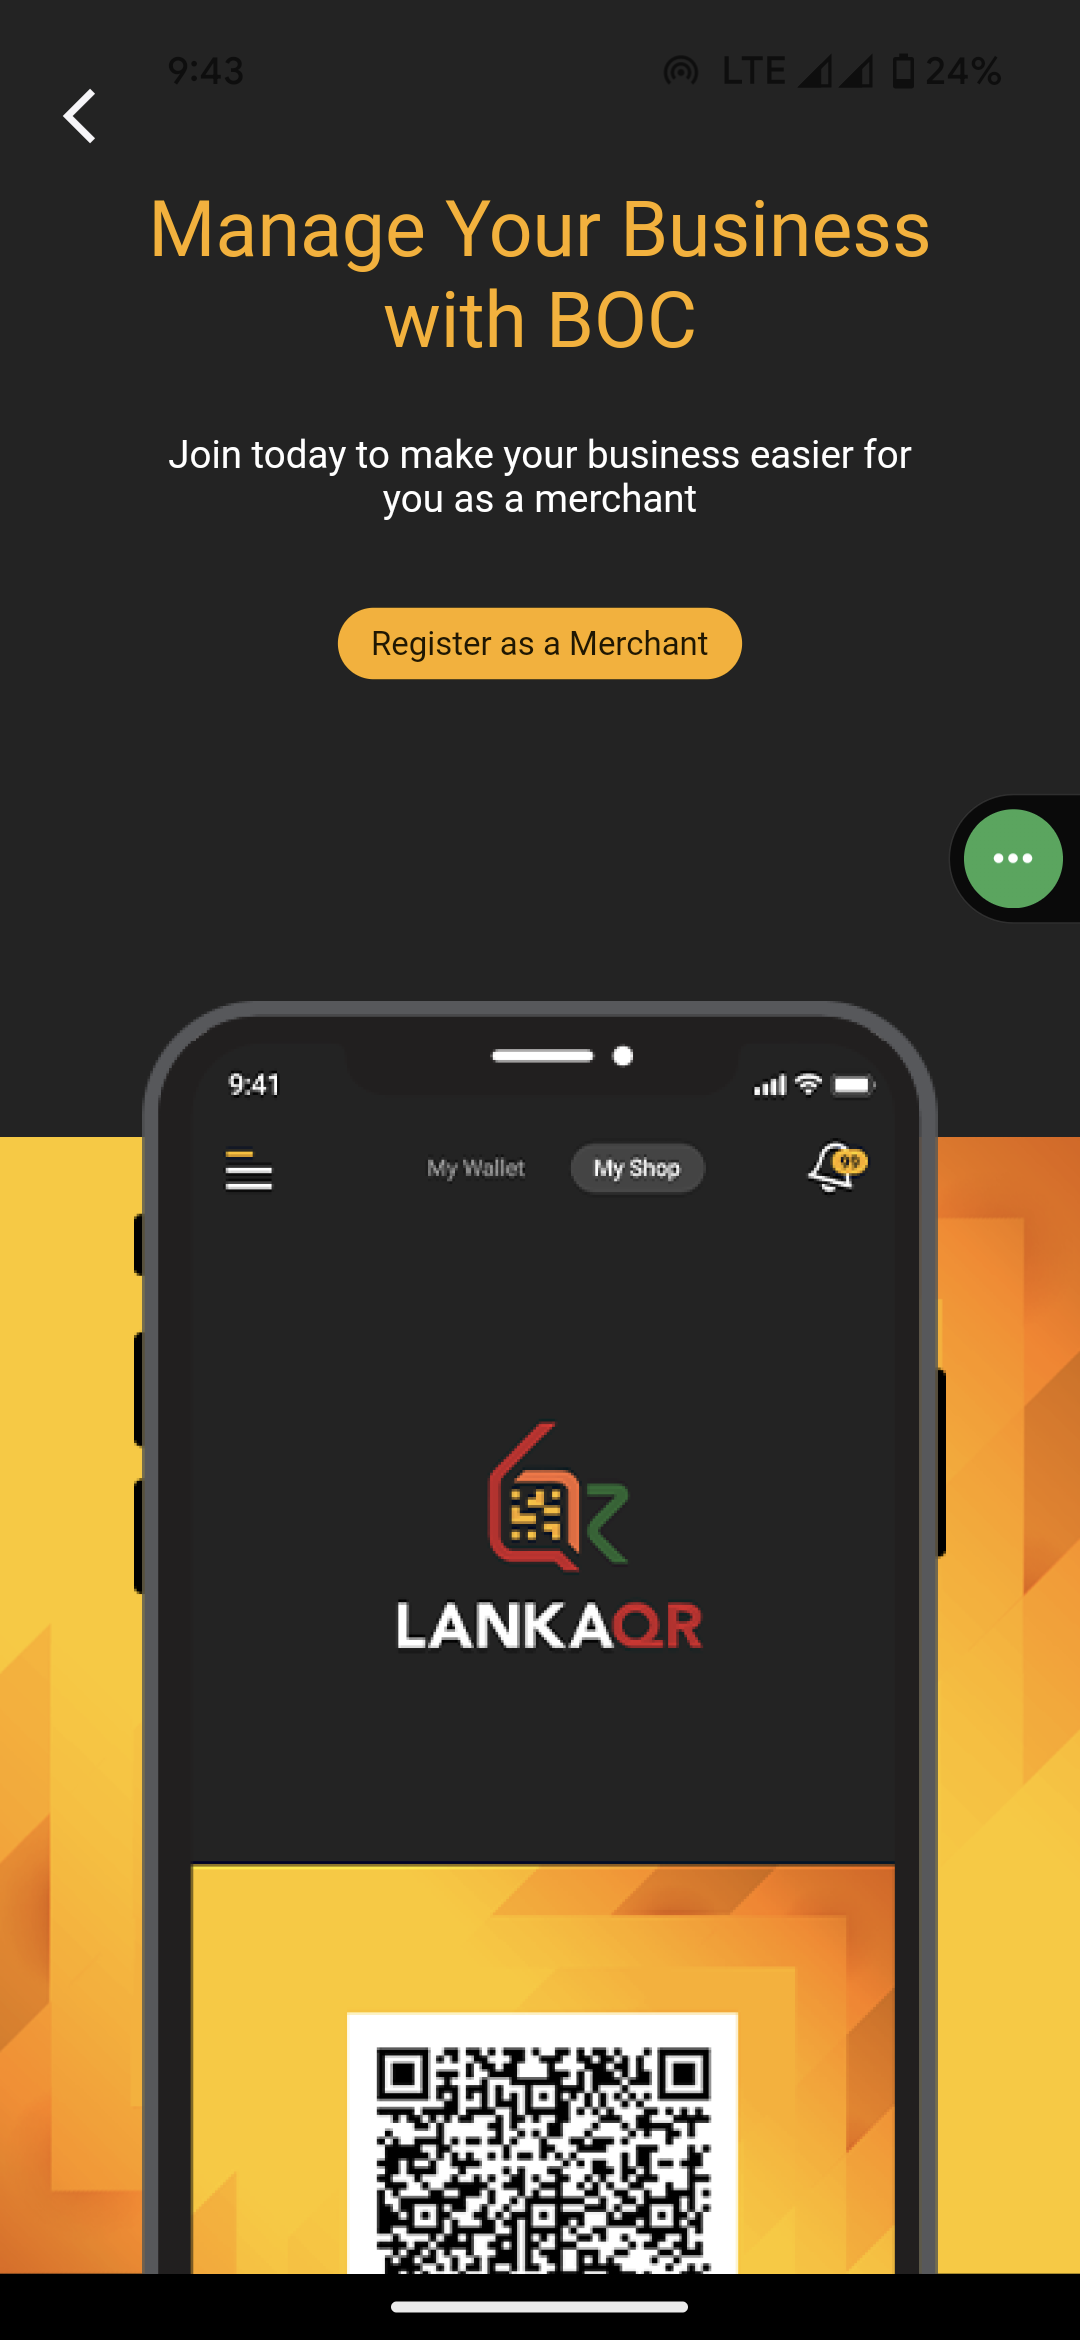 9:43
LTE
24%
Manage Your Business
with BOC
Join today to make your business easier for
you as a merchant
Register as a Merchant
9:41
My Wallet
My Shop
99
LANKAQR